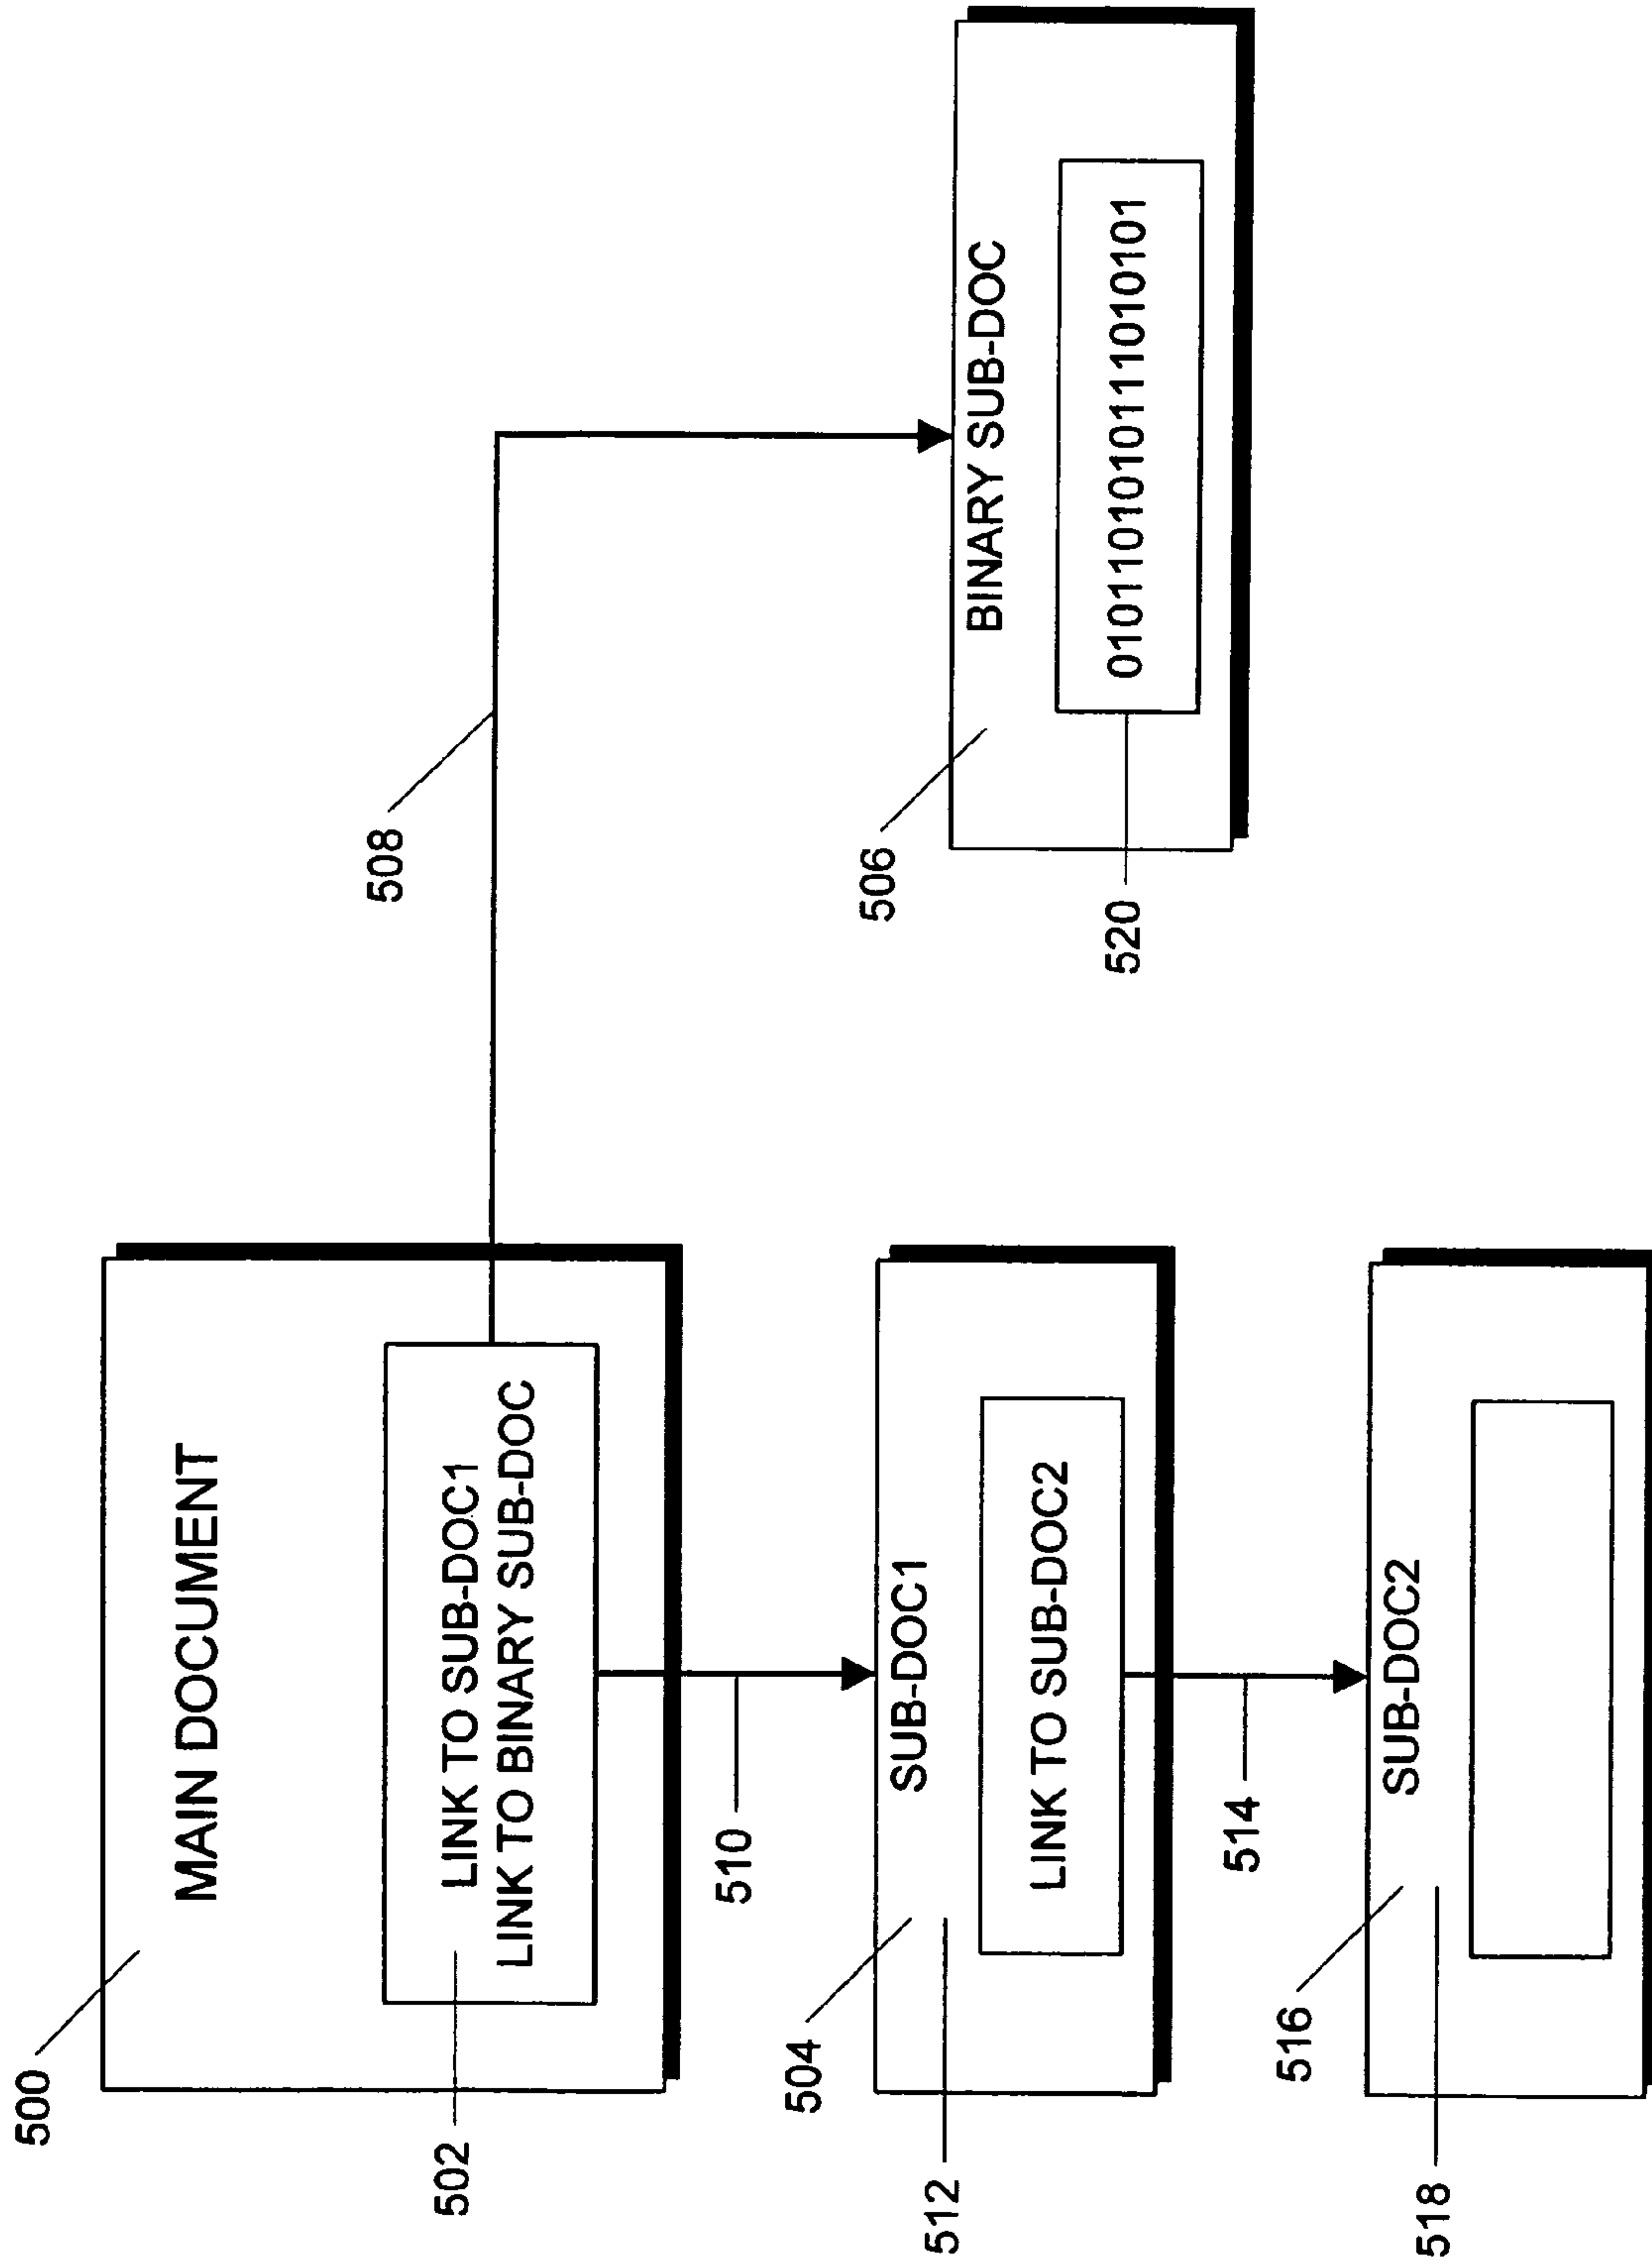 500
MAIN DOCUMENT
502
LINK TO SUB-DOC1
LINK TO BINARY SUB-DOC
508
510
504
SUB-DOC1
512
LINK TO SUB-DOC2
506
BINARY SUB-DOC
520
0101101010111010101
514
516
SUB-DOC2
518